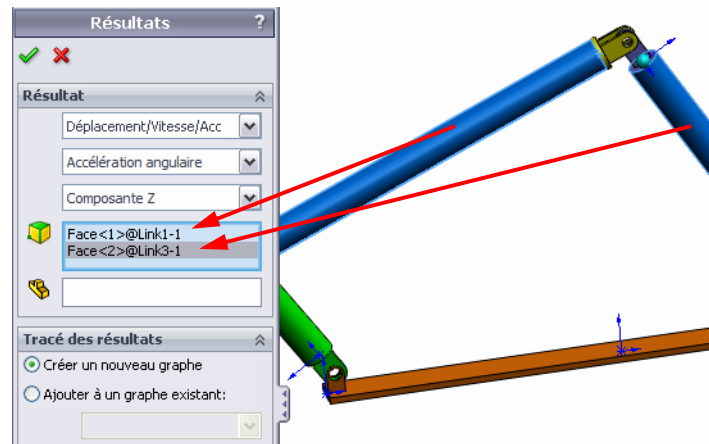 Résultats ?
Résultat
Déplacement/Vitesse/Acc
Accélération angulaire
Composante Z
Face<1>@Link1-1
Face<2>@Link3-1
Tracé des résultats
Créer un nouveau graphe
Ajouter à un graphe existant: